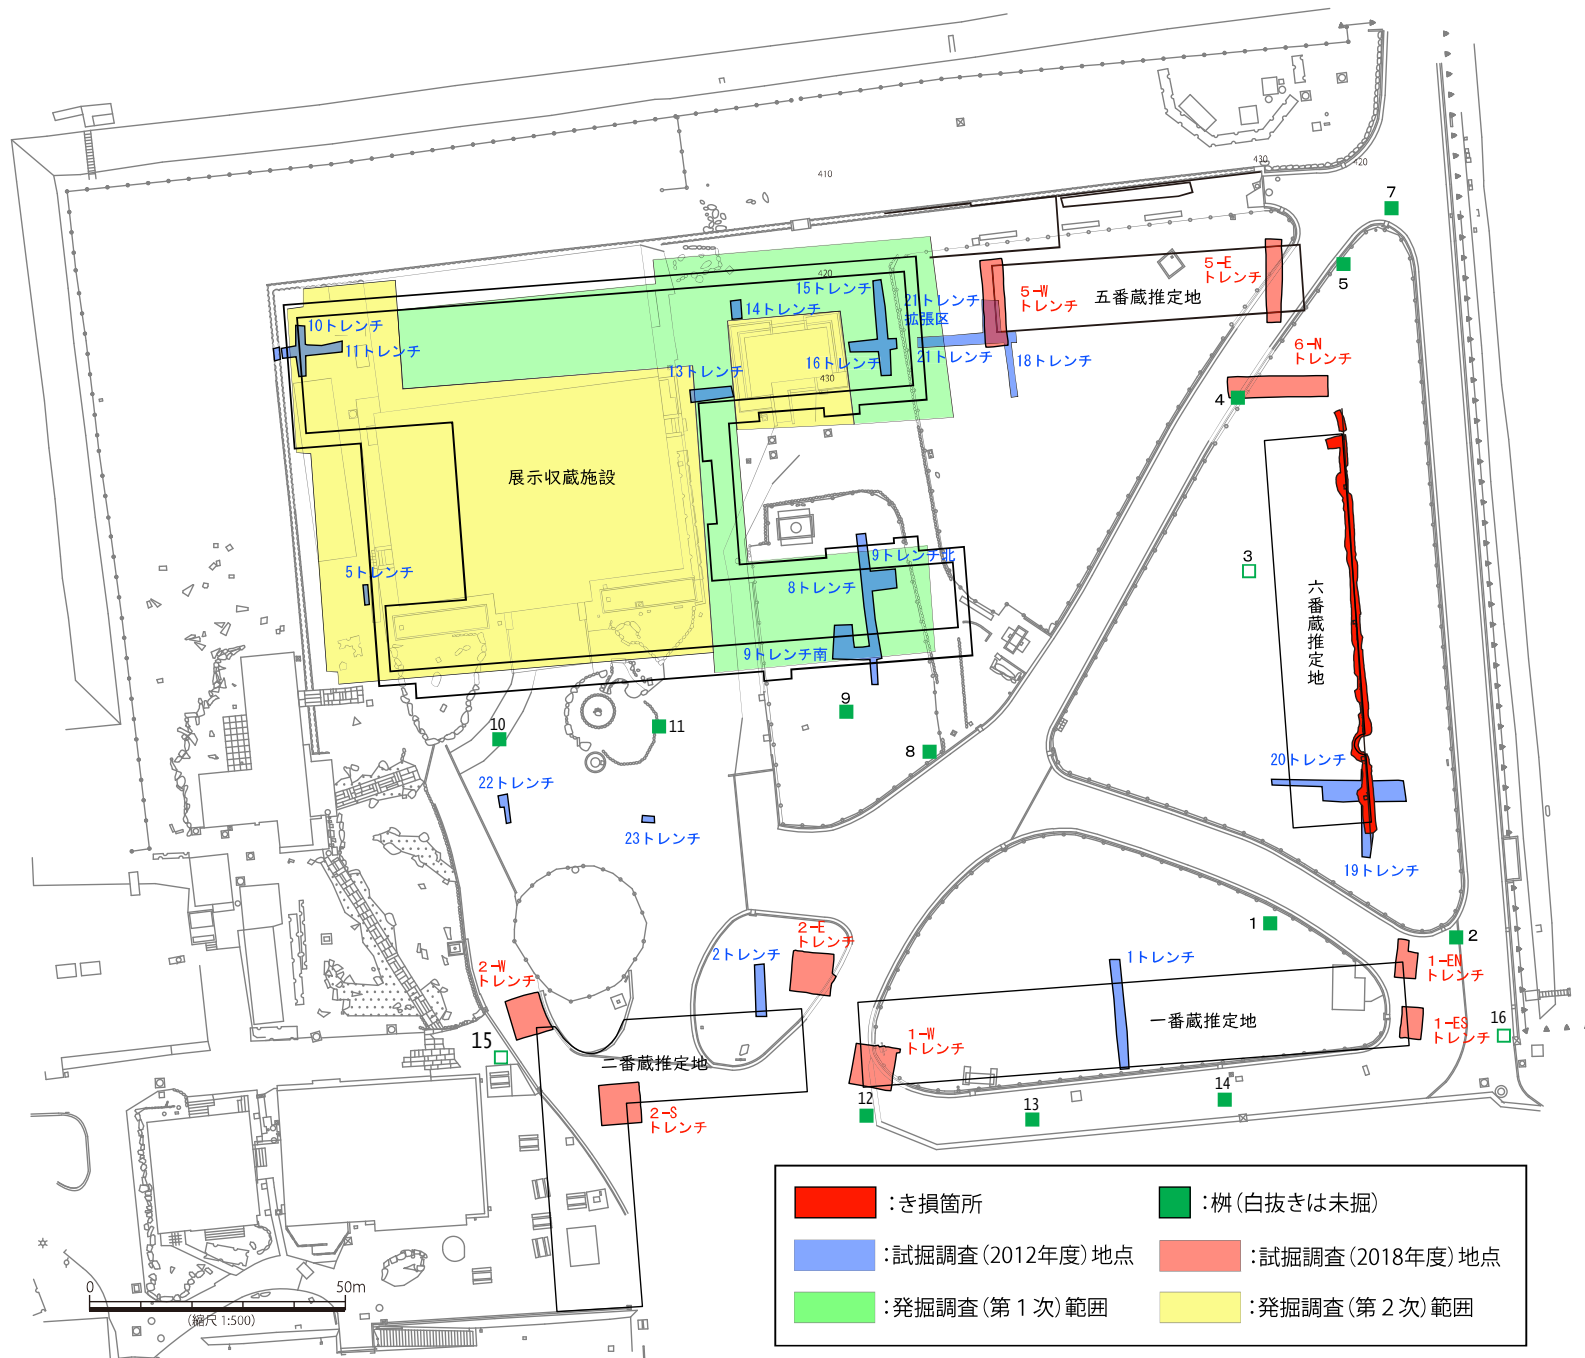 410
430
420
7
5
420
15トレンチ
14トレンチ
21トレンチ
拡張区
5-W
トレンチ
5-E
トレンチ
五番蔵推定地
10トレンチ
11トレンチ
16トレンチ
21トレンチ
18トレンチ
6-N
トレンチ
13トレンチ
430
4
展示収蔵施設
9トレンチ北
3
5トレンチ
8トレンチ
六番蔵推定地
9トレンチ南
9
10
11
8
20トレンチ
22トレンチ
23トレンチ
19トレンチ
1
2
2-E
トレンチ
2トレンチ
2-W
トレンチ
1トレンチ
1-EN
トレンチ
1-W
トレンチ
一番蔵推定地
1-ES
トレンチ
16
15
二番蔵推定地
2-S
トレンチ
12
13
14
0
50m
(縮尺 1:500)
:き損箇所
:桝(白抜きは未掘)
:試掘調査(2012年度)地点
:試掘調査(2018年度)地点
:発掘調査(第1次)範囲
:発掘調査(第2次)範囲